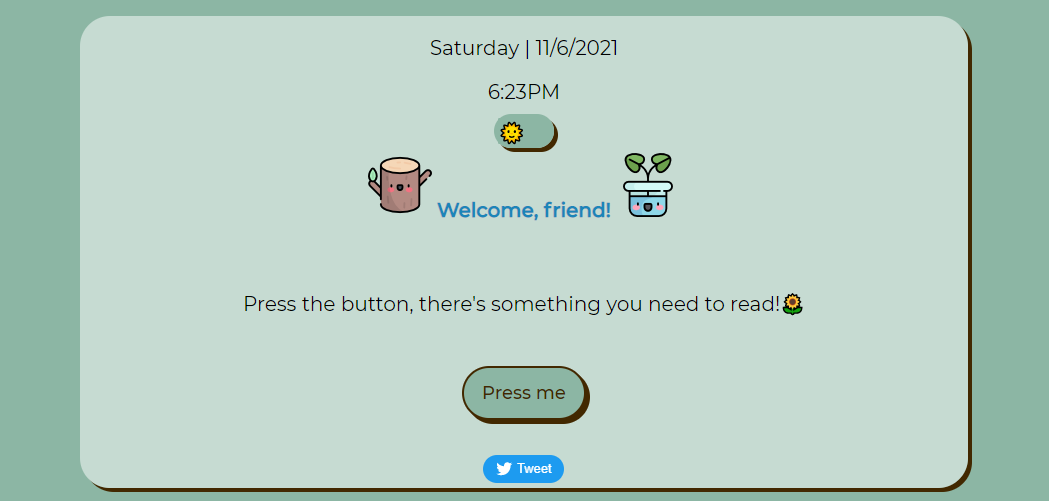 Saturday | 11/6/2021
6:23PM
Welcome, friend!
Press the button, there's something you need to read!🌻
Press me
Tweet